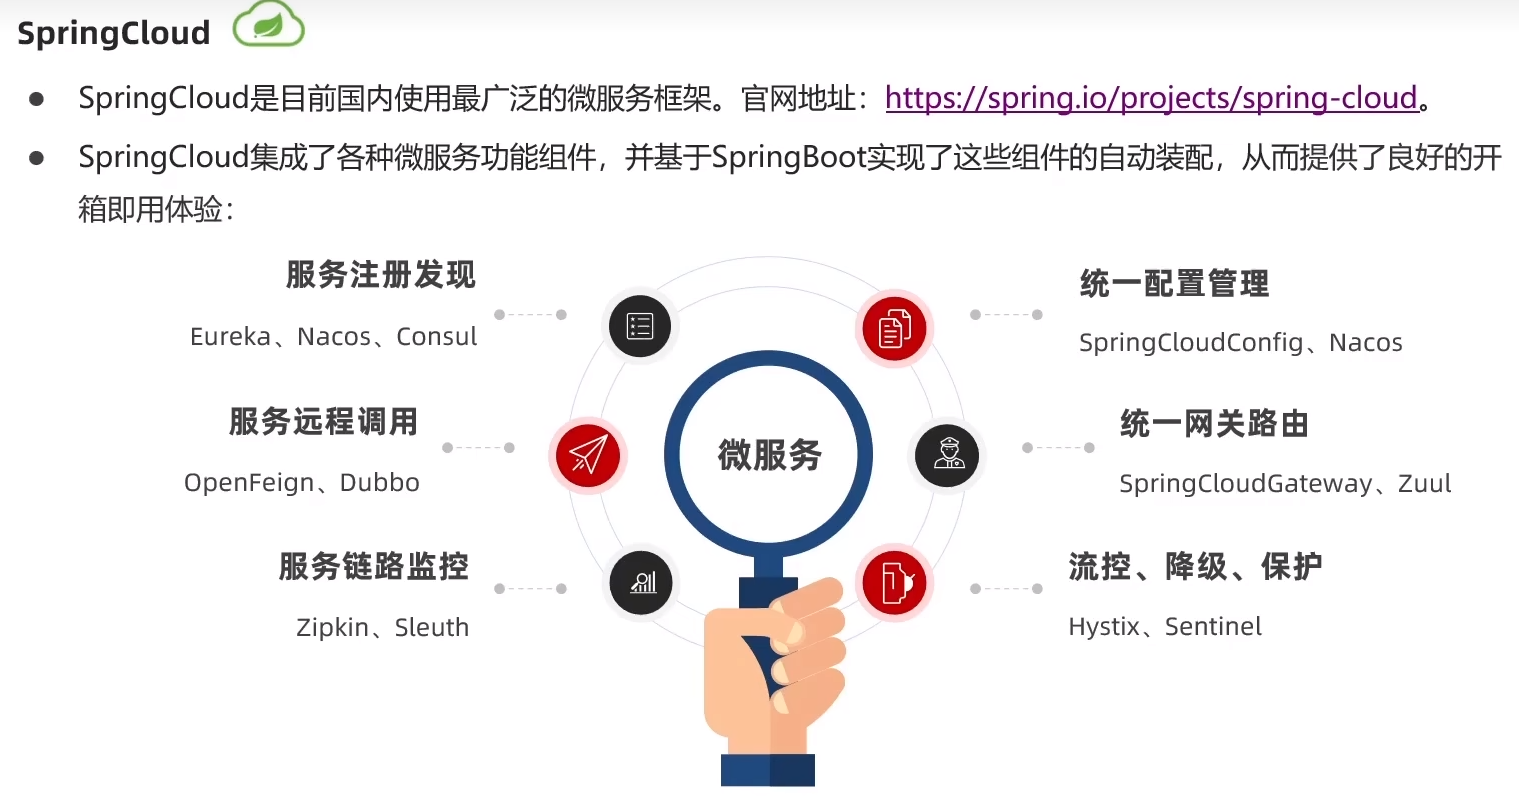 SpringCloud
SpringCloud是目前国内使用最广泛的微服务框架。官网地址：https://spring.io/projects/spring-cloud。
SpringCloud集成了各种微服务功能组件，并基于SpringBoot实现了这些组件的自动装配，从而提供了良好的开
箱即用体验：
服务注册发现
Eureka、Nacos、Consul
服务远程调用
OpenFeign、Dubbo
服务链路监控
Zipkin、Sleuth
微服务
统一配置管理
SpringCloudConfig、Nacos
统一网关路由
SpringCloudGateway、Zuul
流控、降级、保护
Hystix、Sentinel